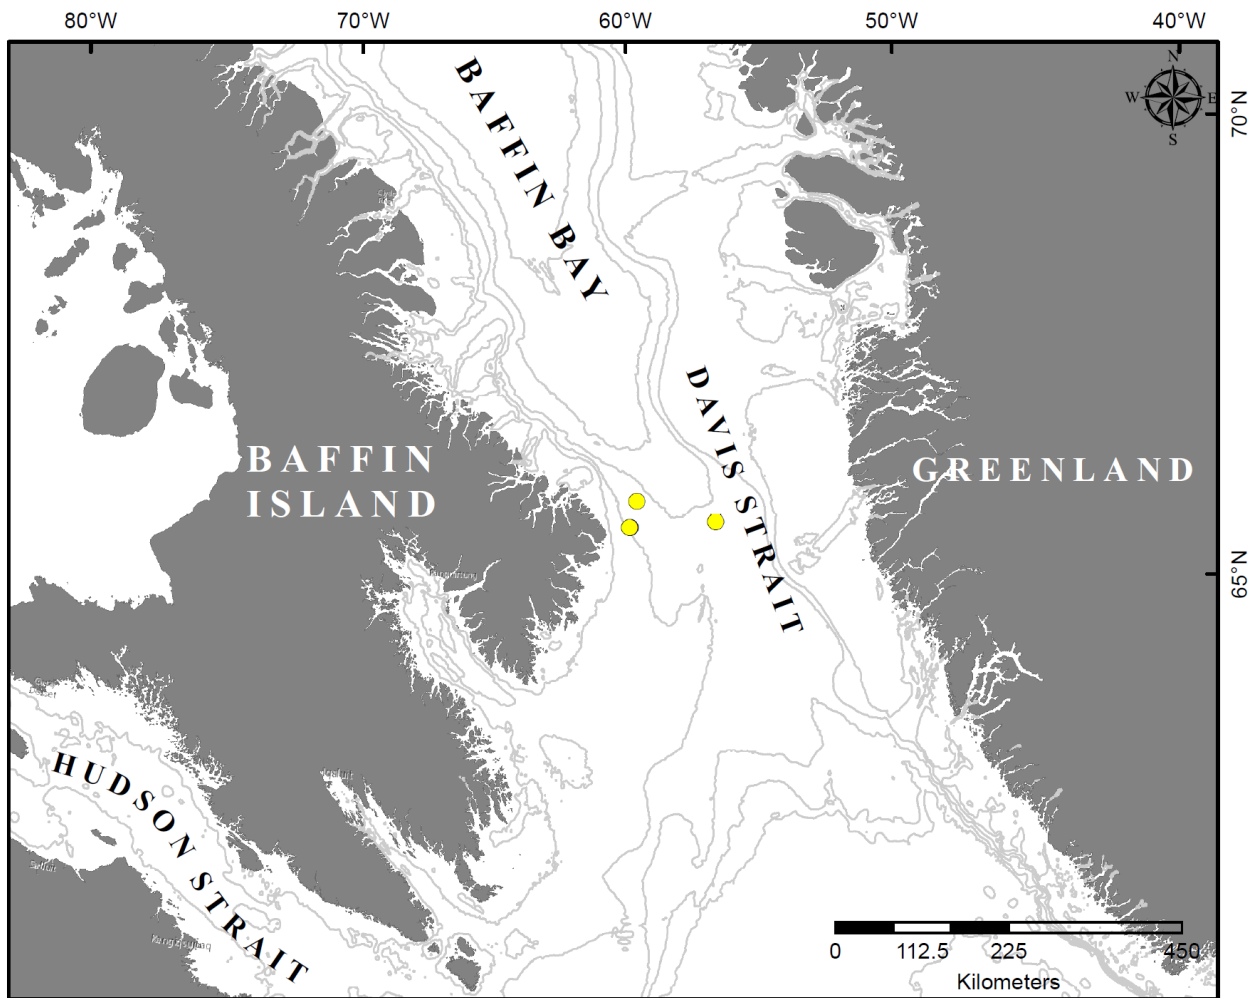 80°W 70°W 60°W 50°W 40°W
N
W E
S
70°N
BAFFIN BAY
DAVIS STRAIT
BAFFIN
ISLAND
GREENLAND
65°N
HUDSON STRAIT
0 112.5 225 450
Kilometers